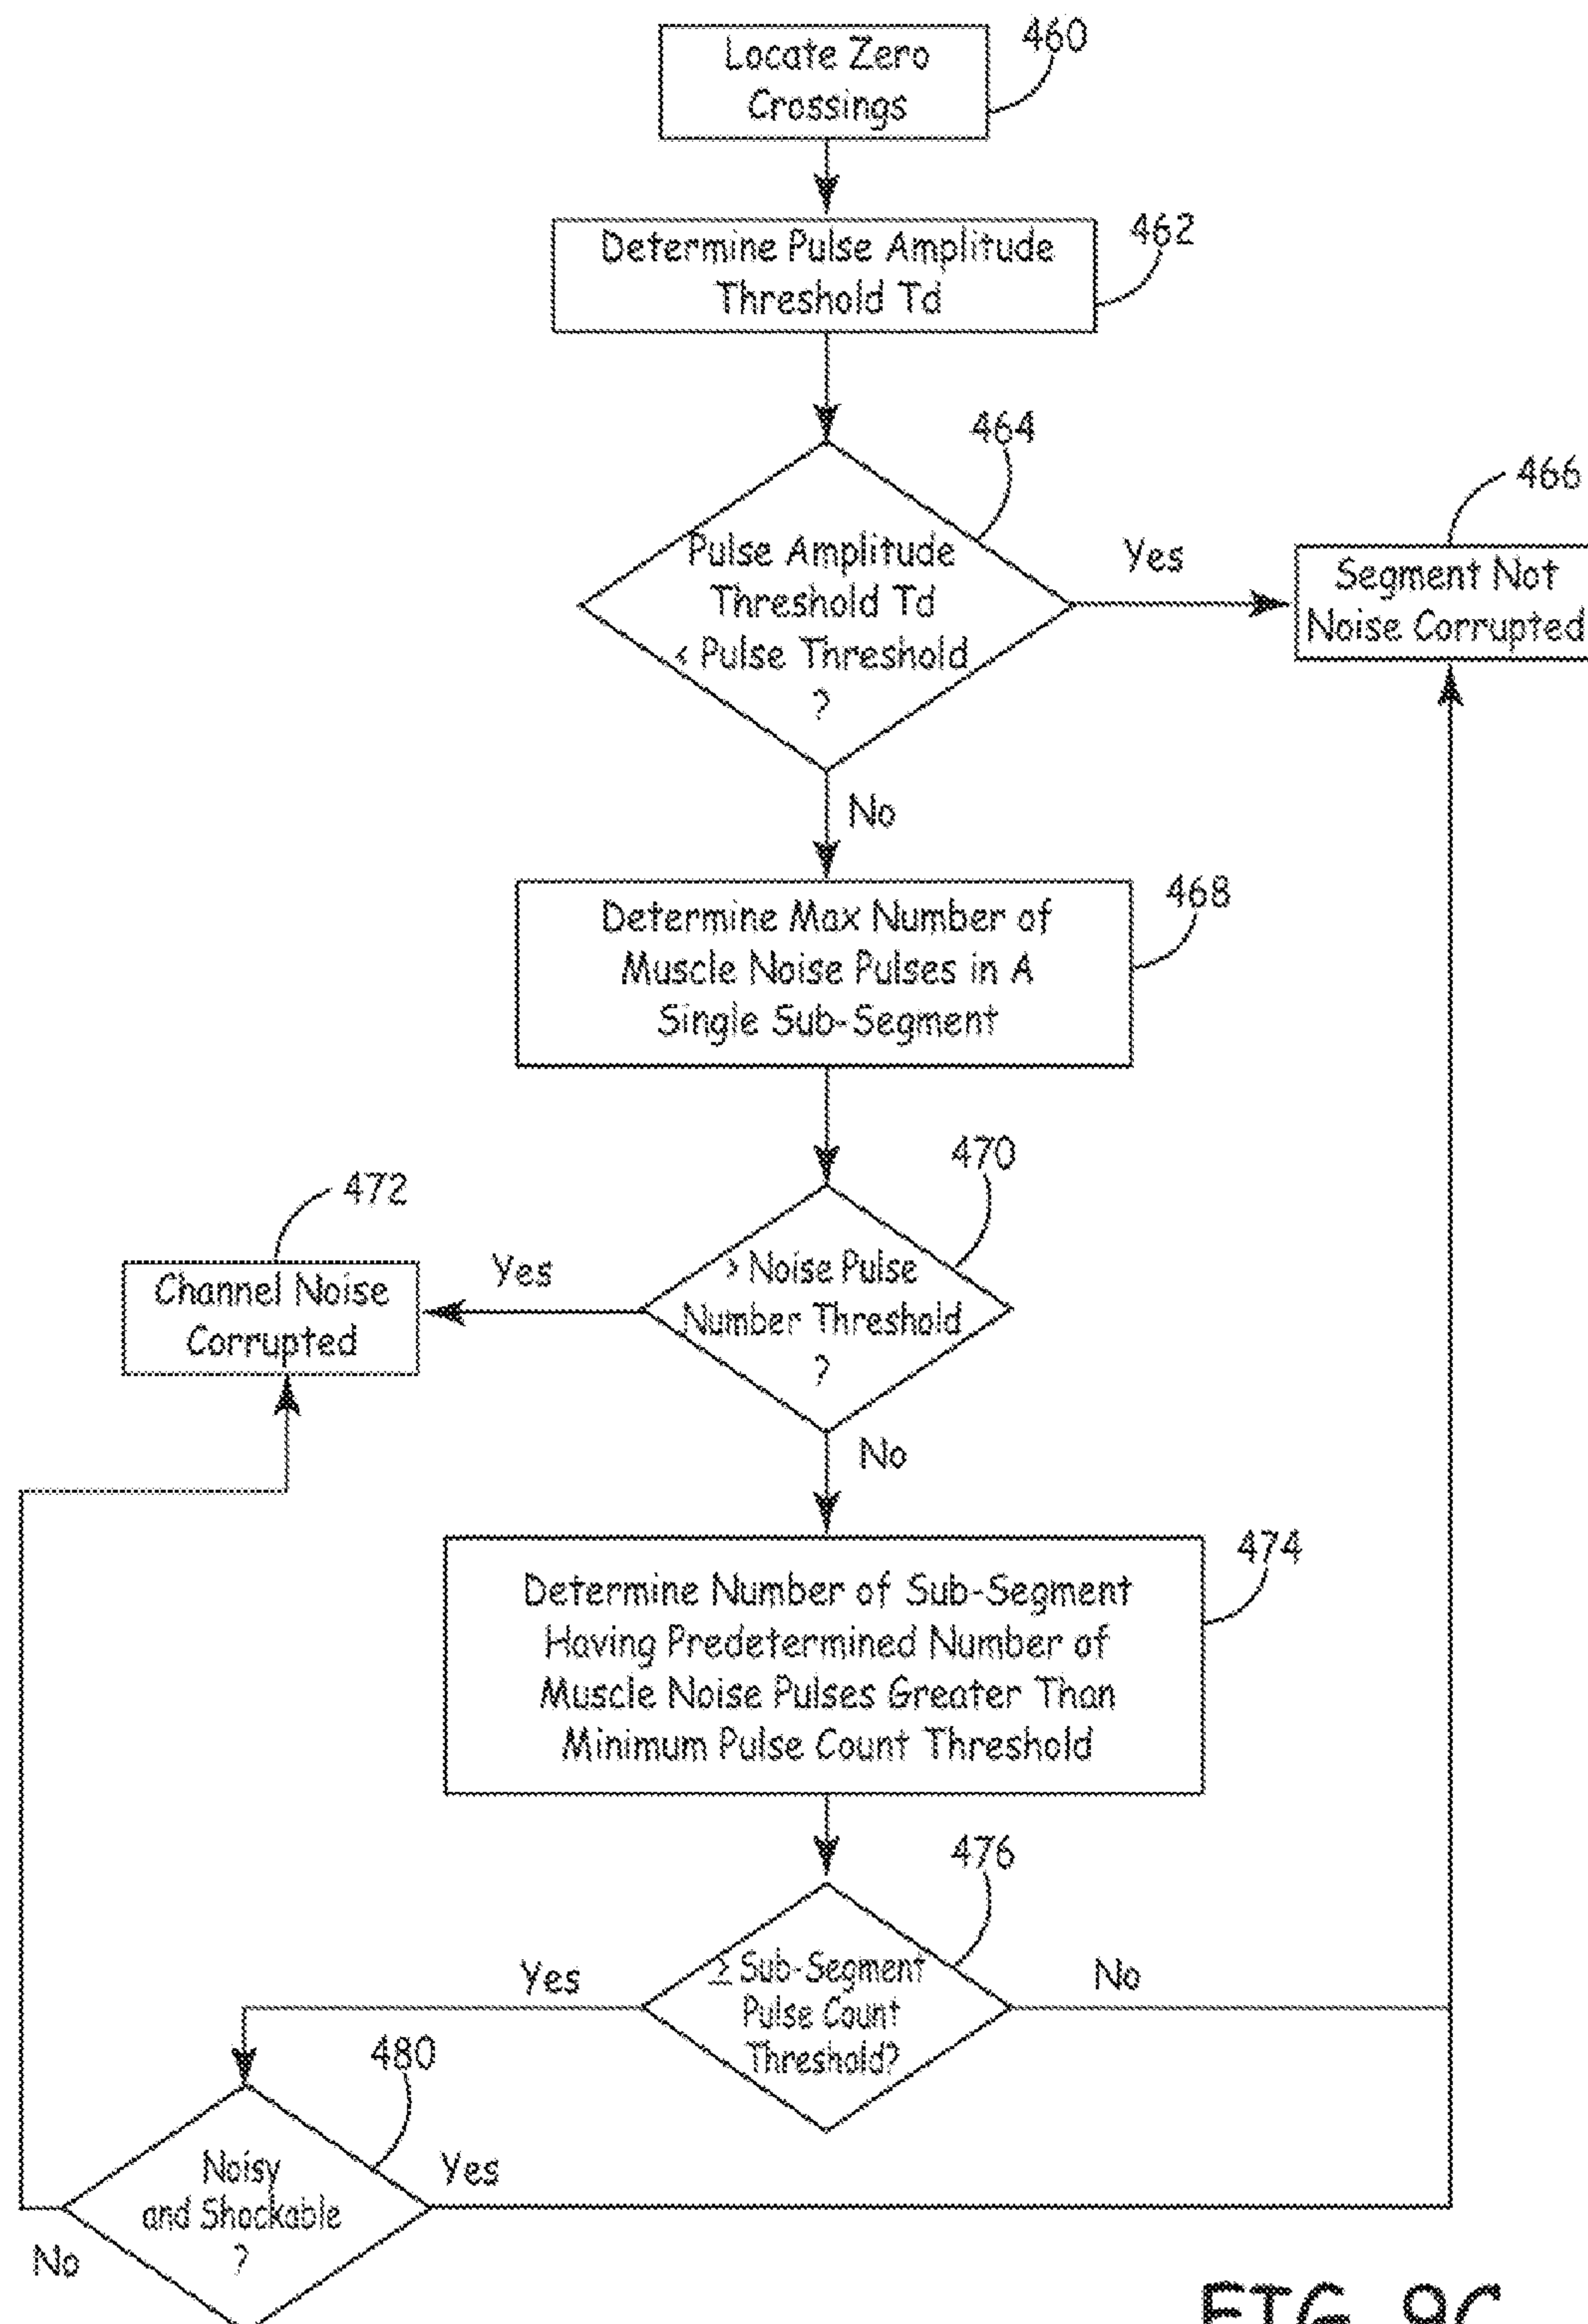 460
Locate Zero
Crossings
462
Determine Pulse Amplitude
Threshold Td
464
466
Pulse Amplitude
Threshold Td
< Pulse Threshold
?
Yes
Segment Not
Noise Corrupted
No
468
Determine Max Number of
Muscle Noise Pulses in A
Single Sub-Segment
470
472
Yes
> Noise Pulse
Number Threshold
?
Channel Noise
Corrupted
No
474
Determine Number of Sub-Segment
Having Predetermined Number of
Muscle Noise Pulses Greater Than
Minimum Pulse Count Threshold
476
Yes
≥ Sub-Segment
Pulse Count
Threshold?
No
480
Noisy
and Shockable
?
Yes
No
FIG. 9C